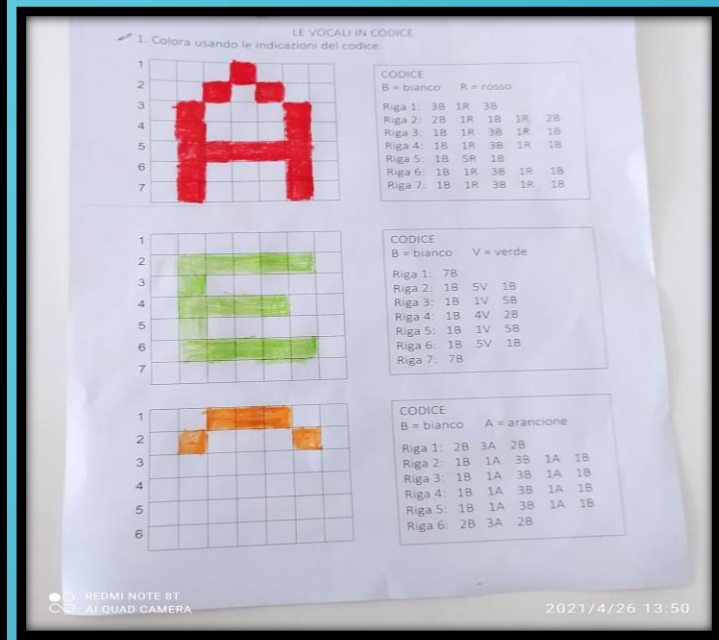 LE VOCALI IN CODICE
1. Colora usando le indicazioni del codice.
1
2
3
4
5
6
7
CODICE
B = bianco R = rosso
Riga 1: 3B 1R 3B
Riga 2: 2B 1R 1B 1R 2B
Riga 3: 1B 1R 3B 1R 1B
Riga 4: 1B 1R 3B 1R 1B
Riga 5: 1B 5R 1B
Riga 6: 1B 1R 3B 1R 1B
Riga 7: 1B 1R 3B 1R 1B
1
2
3
4
5
6
7
CODICE
B = bianco V = verde
Riga 1: 7B
Riga 2: 1B 5V 1B
Riga 3: 1B 1V 5B
Riga 4: 1B 4V 2B
Riga 5: 1B 1V 5B
Riga 6: 1B 5V 1B
Riga 7: 7B
1
2
3
4
5
6
CODICE
B = bianco A = arancione
Riga 1: 2B 3A 2B
Riga 2: 1B 1A 3B 1A 1B
Riga 3: 1B 1A 3B 1A 1B
Riga 4: 1B 1A 3B 1A 1B
Riga 5: 1B 1A 3B 1A 1B
Riga 6: 2B 3A 2B
REDMI NOTE 8T
AI QUAD CAMERA
2021/4/26 13:50